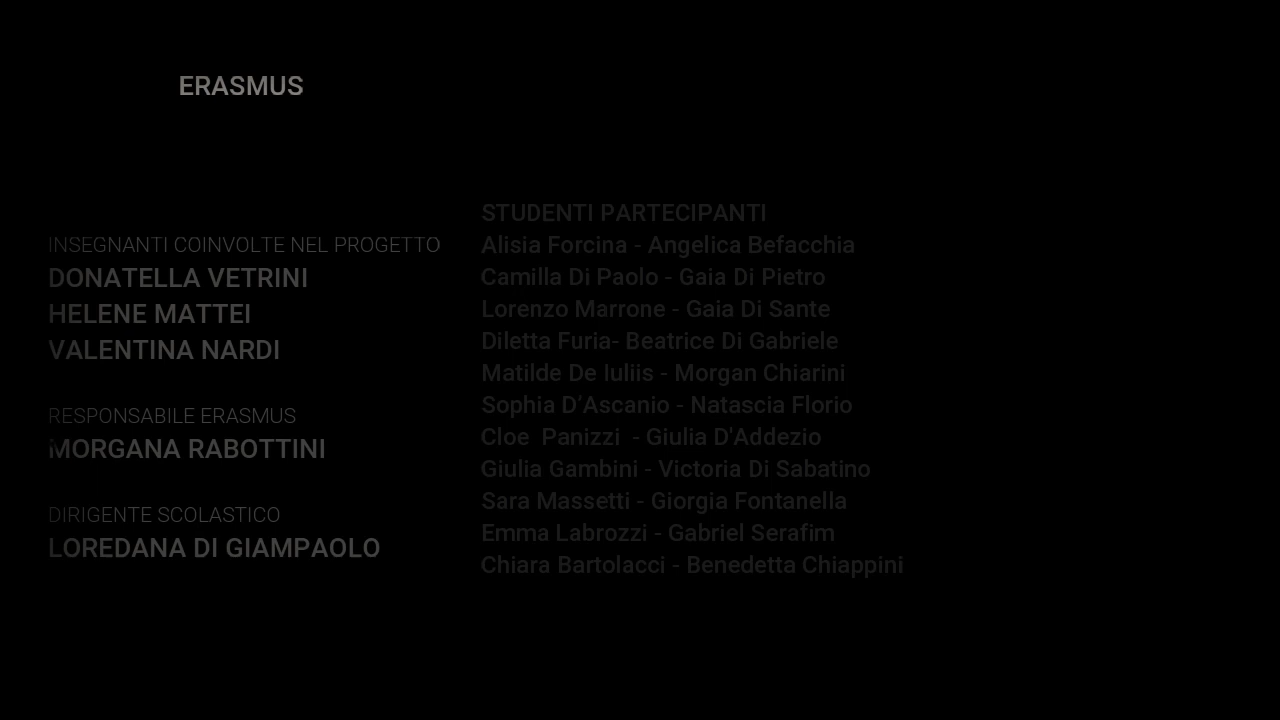 ERASMUS
INSEGNANTI COINVOLTE NEL PROGETTO
DONATELLA VETRINI
HELENE MATTEI
VALENTINA NARDI
RESPONSABILE ERASMUS
MORGANA RABOTTINI
DIRIGENTE SCOLASTICO
LOREDANA DI GIAMPAOLO
STUDENTI PARTECIPANTI
Alisia Forcina - Angelica Befacchia
Camilla Di Paolo - Gaia Di Pietro
Lorenzo Marrone - Gaia Di Sante
Diletta Furia- Beatrice Di Gabriele
Matilde De Iuliis - Morgan Chiarini
Sophia D’Ascanio - Natascia Florio
Cloe  Panizzi  - Giulia D'Addezio
Giulia Gambini - Victoria Di Sabatino
Sara Massetti - Giorgia Fontanella
Emma Labrozzi - Gabriel Serafim
Chiara Bartolacci - Benedetta Chiappini